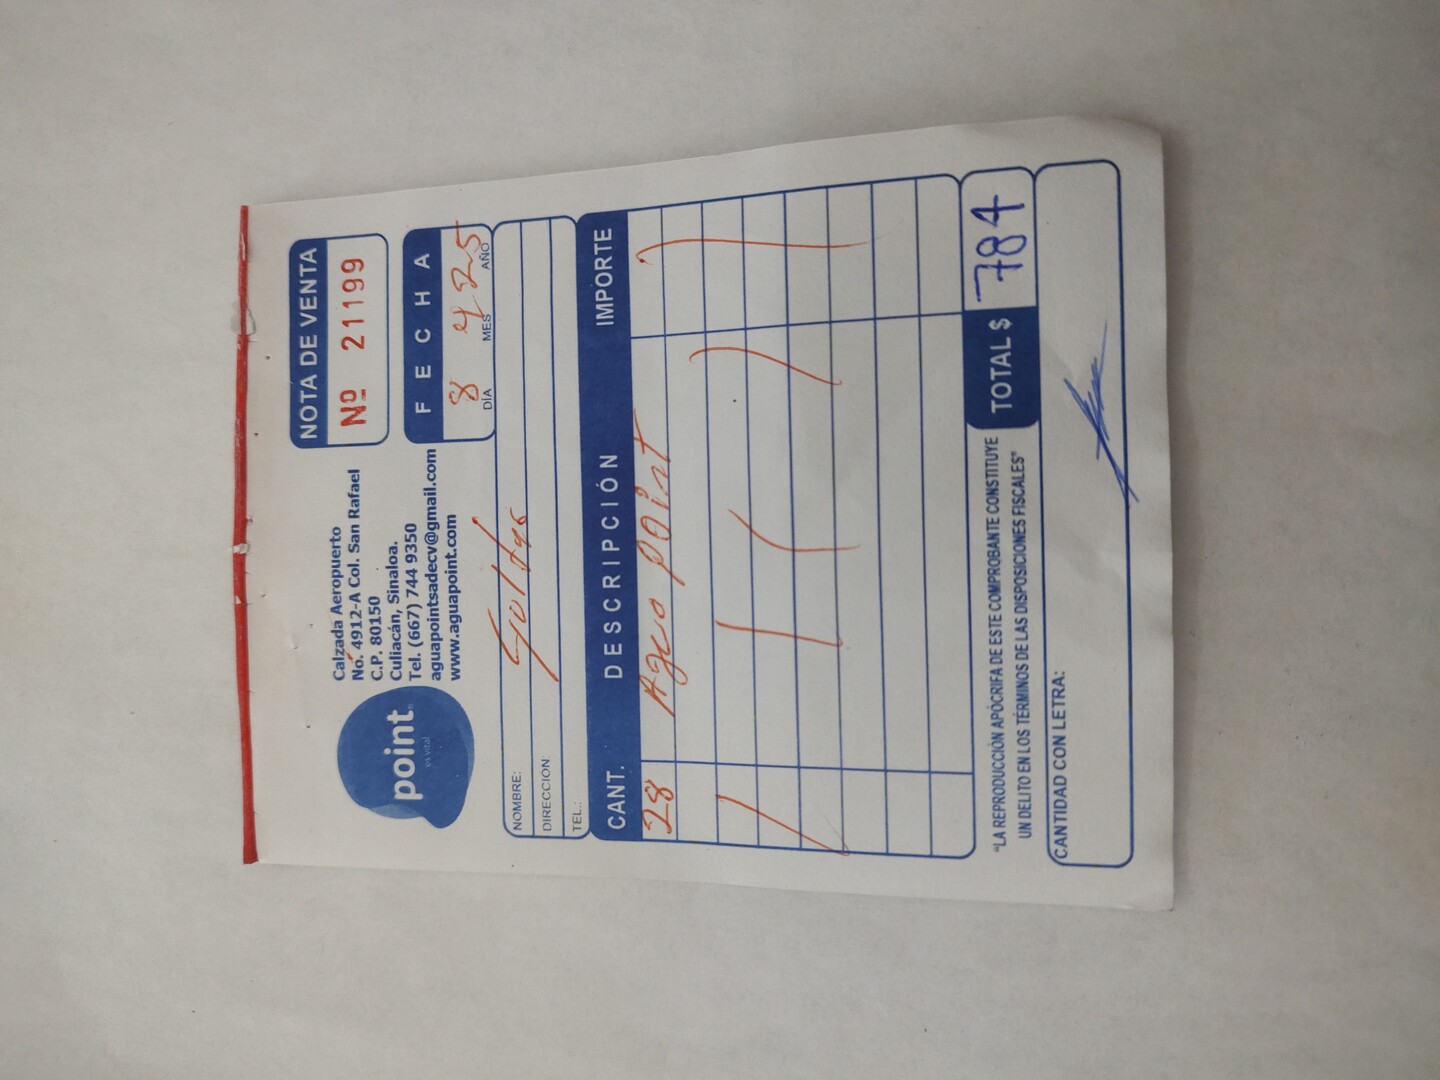 point®
es vital
Calzada Aeropuerto
No. 4912-A Col. San Rafael
C.P. 80150
Culiacán, Sinaloa.
Tel. (667) 744 9350
aguapointsadecv@gmail.com
www.aguapoint.com
NOTA DE VENTA
Nº 21199
FECHA
8 4 25
DÍA MES AÑO
NOMBRE:
DIRECCION:
TEL.:
CANT. DESCRIPCIÓN IMPORTE
28 Agua point
"LA REPRODUCCIÓN APÓCRIFA DE ESTE COMPROBANTE CONSTITUYE
UN DELITO EN LOS TÉRMINOS DE LAS DISPOSICIONES FISCALES"
TOTAL $ 784
CANTIDAD CON LETRA: